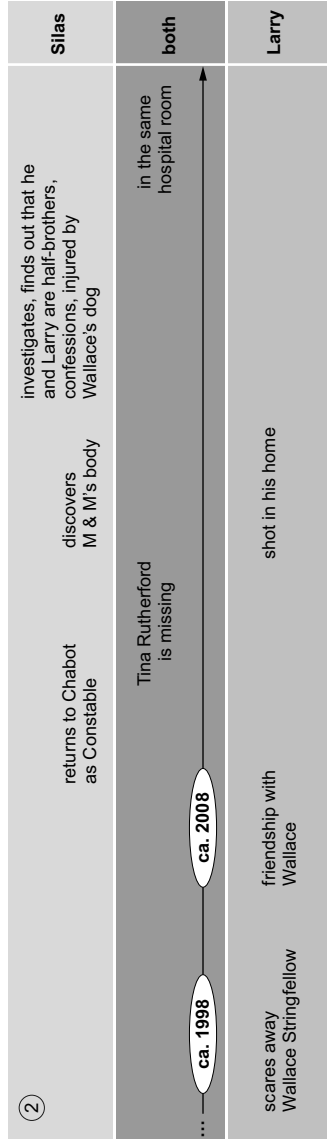 ②
Silas
returns to Chabot
as Constable
discovers
M & M's body
investigates, finds out that he
and Larry are half-brothers,
confessions, injured by
Wallace's dog
both
...
ca. 1998
ca. 2008
Tina Rutherford
is missing
in the same
hospital room
Larry
scares away
Wallace Stringfellow
friendship with
Wallace
shot in his home